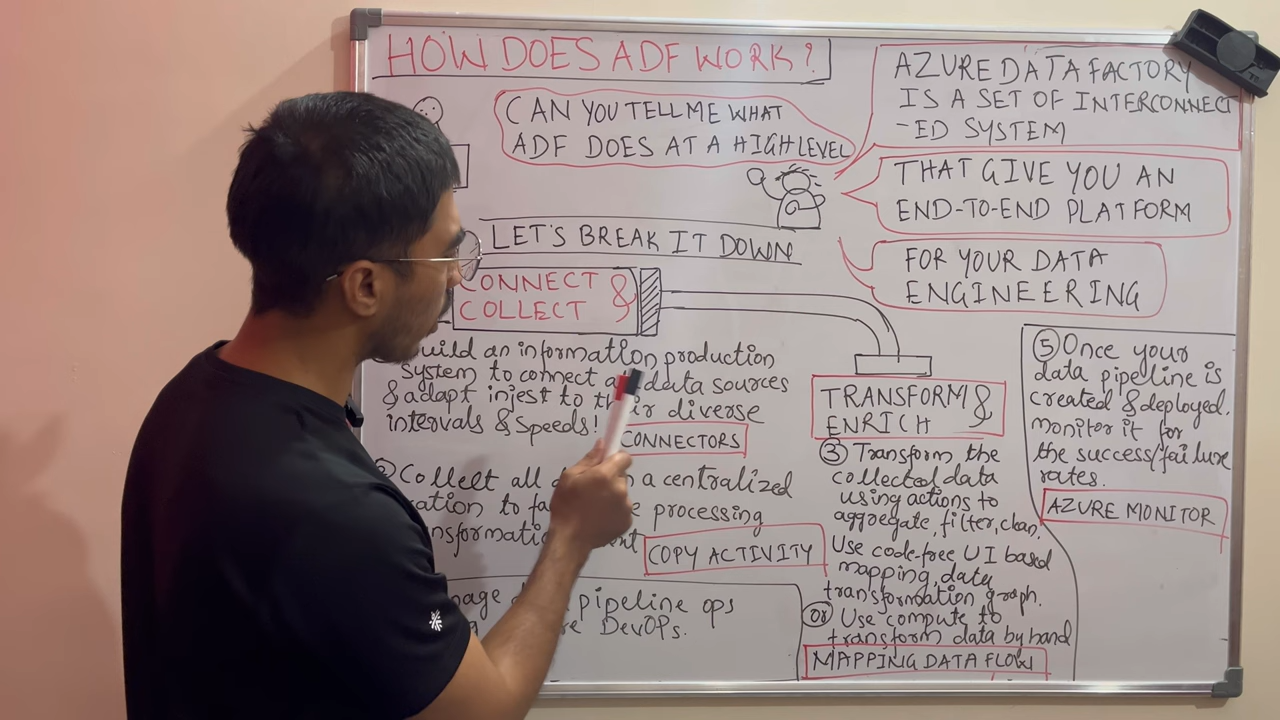 HOW DOES ADF WORK?
CAN YOU TELL ME WHAT
ADF DOES AT A HIGH LEVEL
AZURE DATA FACTORY
IS A SET OF INTERCONNECT
-ED SYSTEM
THAT GIVE YOU AN
END-TO-END PLATFORM
FOR YOUR DATA
ENGINEERING
LET'S BREAK IT DOWN
CONNECT &
COLLECT
build an information production
system to connect data sources
& adapt injest to their diverse
intervals & speeds!
CONNECTORS
Collect all a centralized
to processing
COPY ACTIVITY
pipeline ops
DevOPs.
TRANSFORM &
ENRICH
③ Transform the
collected data
using actions to
aggregate, filter, clean.
Use code-free UI based
mapping, data
transformation graph.
or Use compute to
transform data by hand
MAPPING DATA FLOW
⑤ Once your
data pipeline is
created & deployed.
monitor it for
the success/failure
rates.
AZURE MONITOR